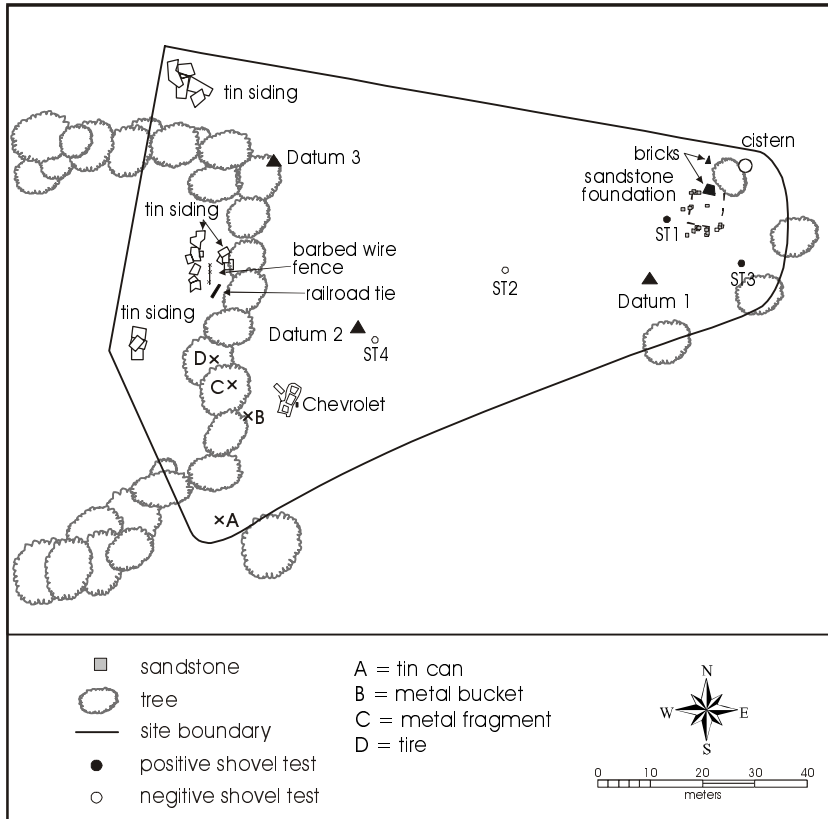 tin siding
cistern
bricks
Datum 3
sandstone
foundation
tin siding
ST1
barbed wire
fence
ST2
ST3
railroad tie
Datum 1
tin siding
Datum 2
ST4
D
C
Chevrolet
B
A
sandstone
tree
site boundary
positive shovel test
negitive shovel test
A = tin can
B = metal bucket
C = metal fragment
D = tire
N
W E
S
0 10 20 30 40
meters